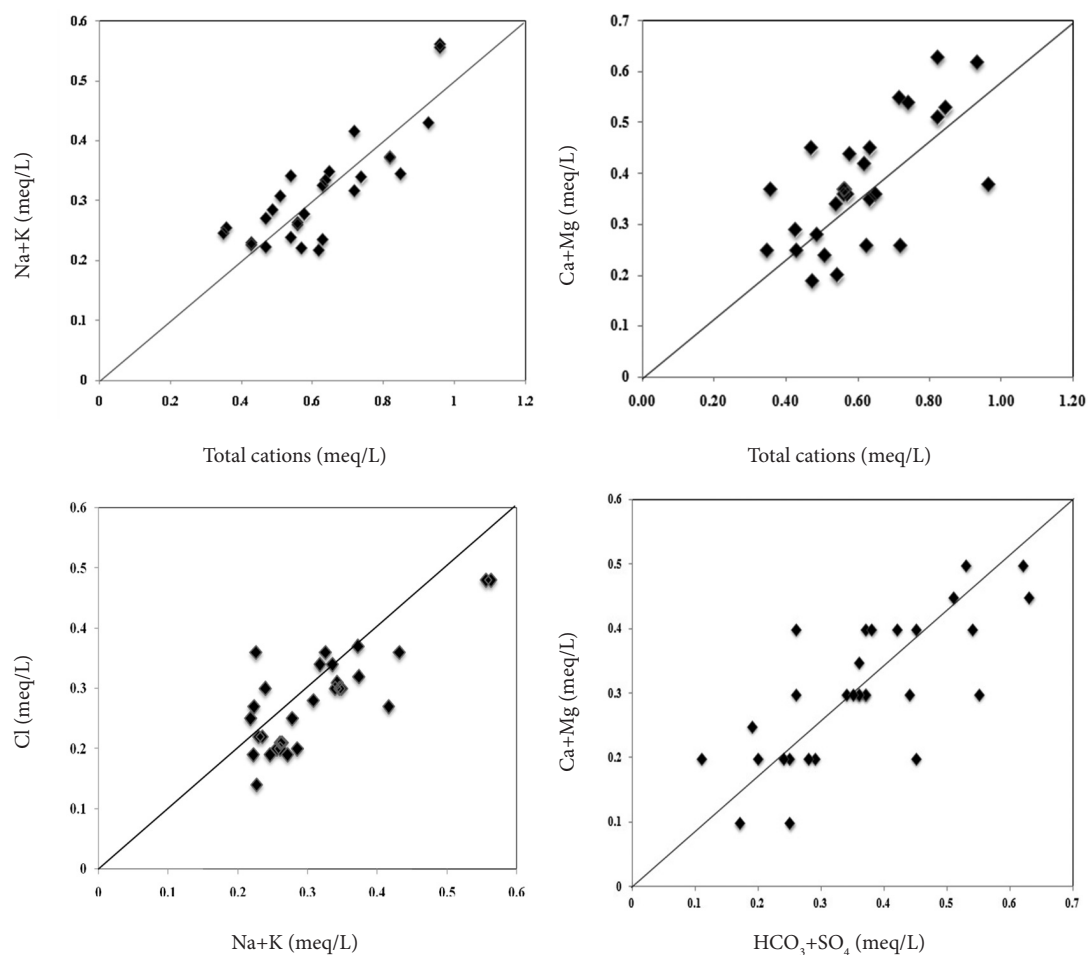 0.6
0.5
0.4
0.3
0.2
0.1
0
Na+K (meq/L)
0 0.2 0.4 0.6 0.8 1 1.2
Total cations (meq/L)
0.7
0.6
0.5
0.4
0.3
0.2
0.1
0
Ca+Mg (meq/L)
0.00 0.20 0.40 0.60 0.80 1.00 1.20
Total cations (meq/L)
0.6
0.5
0.4
0.3
0.2
0.1
0
Cl (meq/L)
0 0.1 0.2 0.3 0.4 0.5 0.6
Na+K (meq/L)
0.6
0.5
0.4
0.3
0.2
0.1
0
Ca+Mg (meq/L)
0 0.1 0.2 0.3 0.4 0.5 0.6 0.7
HCO₃+SO₄ (meq/L)